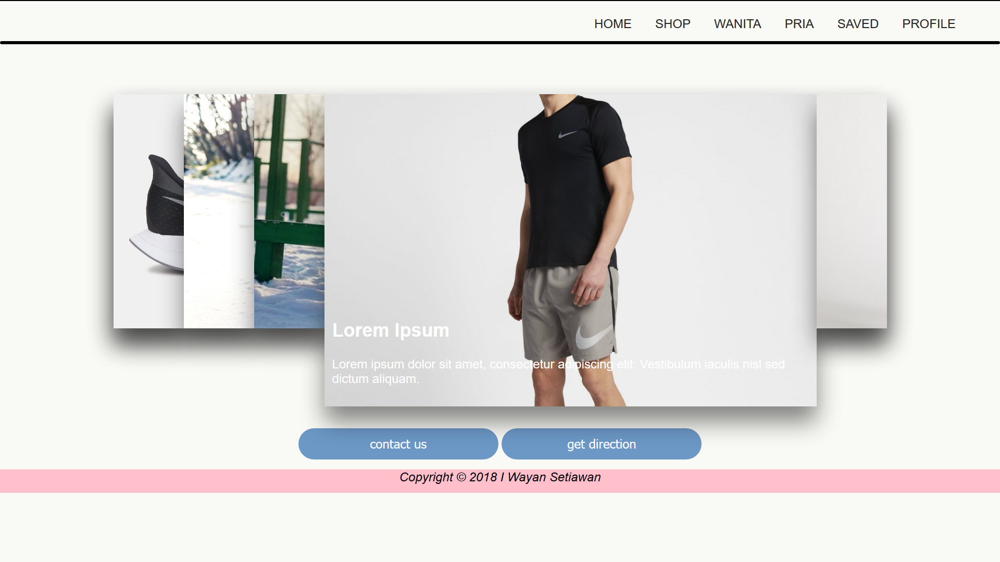 HOME SHOP WANITA PRIA SAVED PROFILE
Lorem Ipsum
Lorem ipsum dolor sit amet, consectetur adipiscing elit. Vestibulum iaculis nisl sed
dictum aliquam.
contact us get direction
Copyright © 2018 I Wayan Setiawan